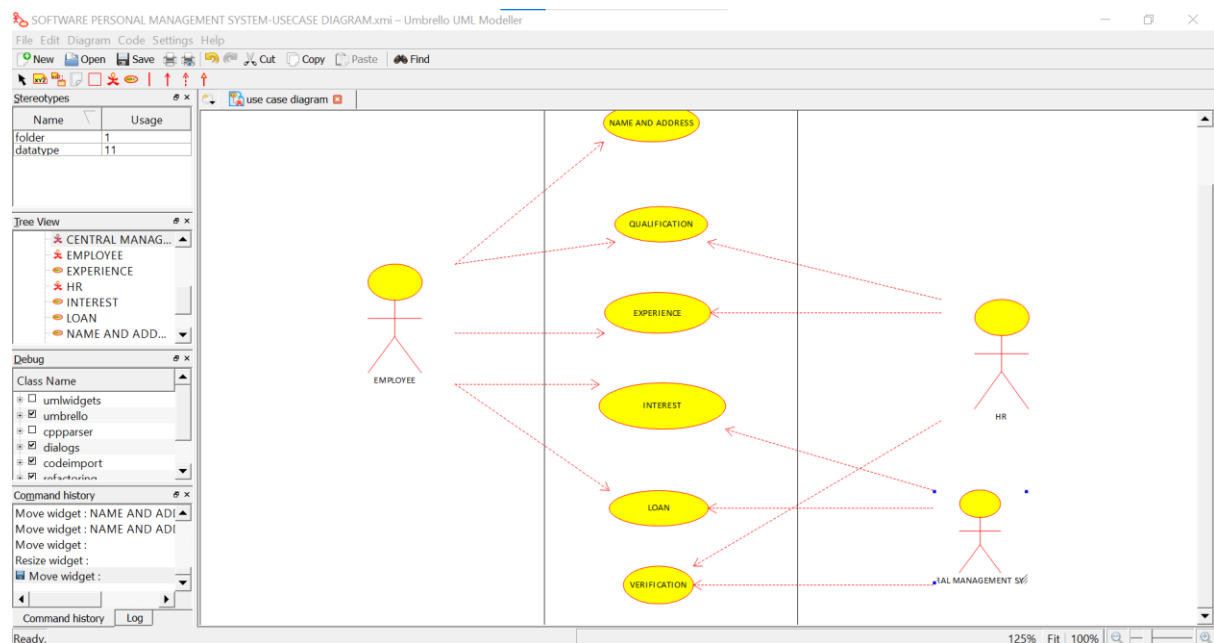 SOFTWARE PERSONAL MANAGEMENT SYSTEM-USECASE DIAGRAM.xmi – Umbrello UML Modeller
File Edit Diagram Code Settings Help
New Open Save Cut Copy Paste Find
Stereotypes
use case diagram
Name Usage
folder 1
datatype 11
Tree View
CENTRAL MANAG...
EMPLOYEE
EXPERIENCE
HR
INTEREST
LOAN
NAME AND ADD...
Debug
Class Name
umlwidgets
umbrello
cppparser
dialogs
codeimport
refactoring
Command history
Move widget : NAME AND ADI
Move widget : NAME AND ADI
Move widget :
Resize widget :
Move widget :
Command history Log
Ready.
NAME AND ADDRESS
QUALIFICATION
EXPERIENCE
EMPLOYEE
INTEREST
HR
LOAN
VERIFICATION
RAL MANAGEMENT SY
125% Fit 100%